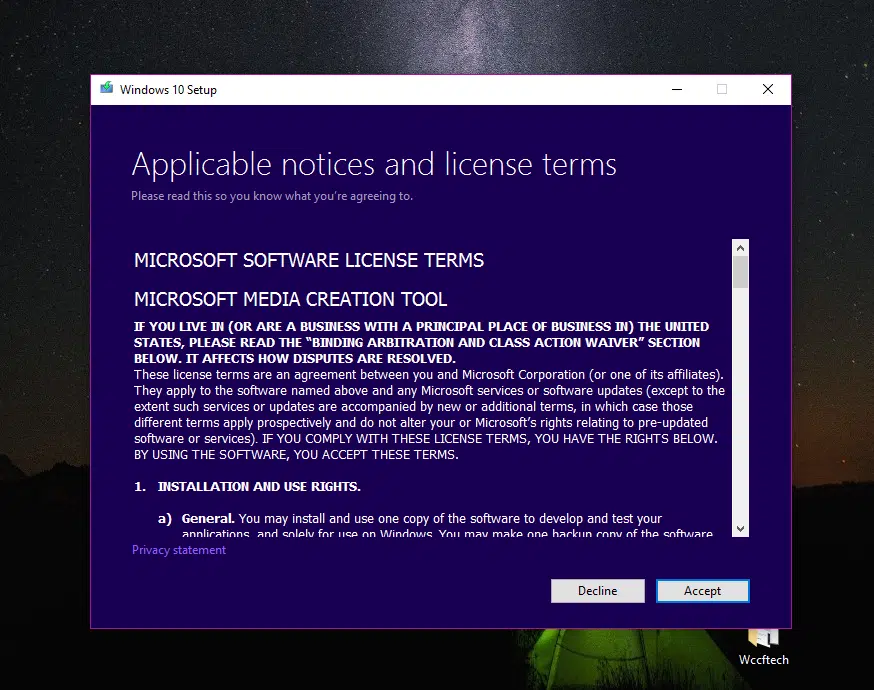 Windows 10 Setup
Applicable notices and license terms
Please read this so you know what you're agreeing to.
MICROSOFT SOFTWARE LICENSE TERMS
MICROSOFT MEDIA CREATION TOOL
IF YOU LIVE IN (OR ARE A BUSINESS WITH A PRINCIPAL PLACE OF BUSINESS IN) THE UNITED
STATES, PLEASE READ THE “BINDING ARBITRATION AND CLASS ACTION WAIVER” SECTION
BELOW. IT AFFECTS HOW DISPUTES ARE RESOLVED.
These license terms are an agreement between you and Microsoft Corporation (or one of its affiliates).
They apply to the software named above and any Microsoft services or software updates (except to the
extent such services or updates are accompanied by new or additional terms, in which case those
different terms apply prospectively and do not alter your or Microsoft’s rights relating to pre-updated
software or services). IF YOU COMPLY WITH THESE LICENSE TERMS, YOU HAVE THE RIGHTS BELOW.
BY USING THE SOFTWARE, YOU ACCEPT THESE TERMS.
1. INSTALLATION AND USE RIGHTS.
a) General. You may install and use one copy of the software to develop and test your
applications, and solely for use on Windows. You may make one backup copy of the software
Privacy statement
Decline Accept
Wccftech